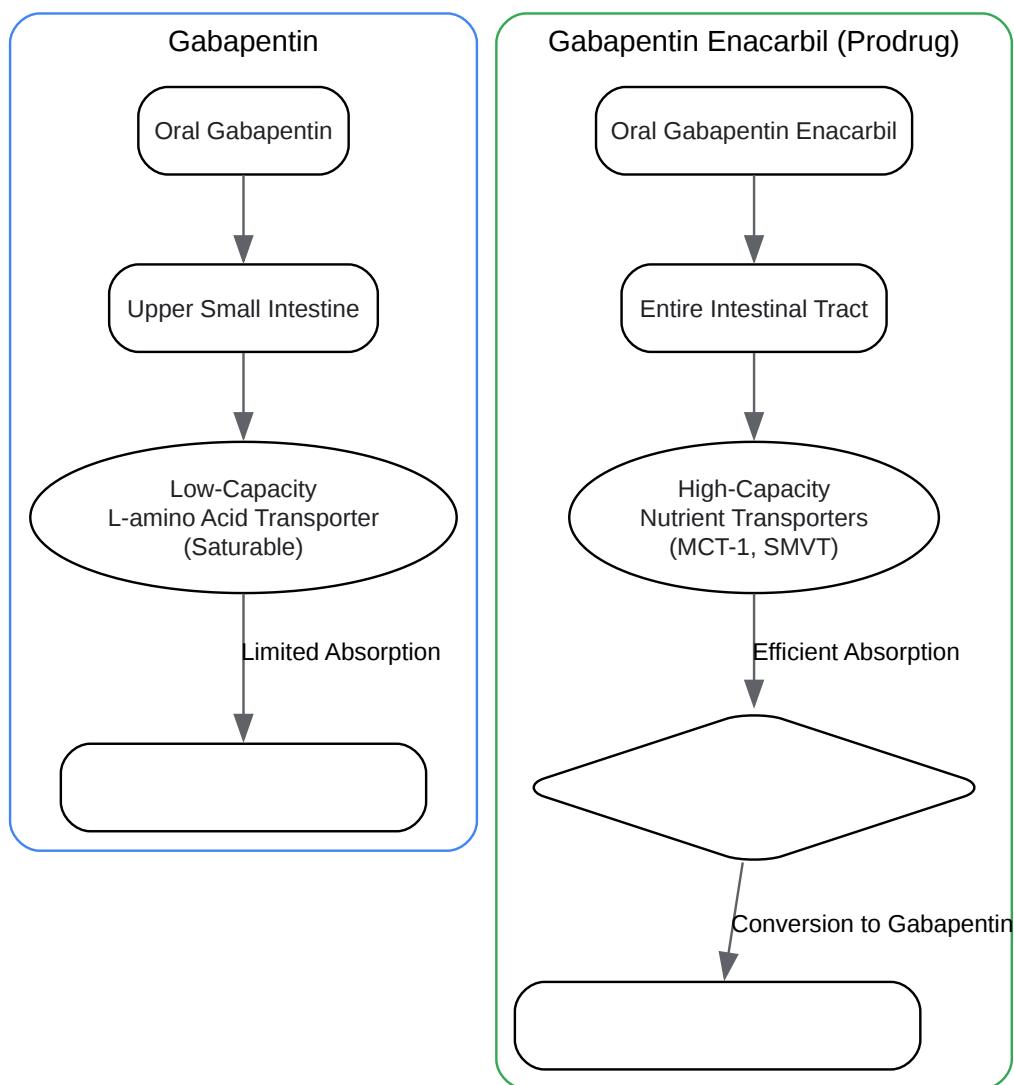 Gabapentin
Oral Gabapentin
Upper Small Intestine
Low-Capacity
L-amino Acid Transporter
(Saturable)
Limited Absorption
Gabapentin Enacarbil (Prodrug)
Oral Gabapentin Enacarbil
Entire Intestinal Tract
High-Capacity
Nutrient Transporters
(MCT-1, SMVT)
Efficient Absorption
Conversion to Gabapentin